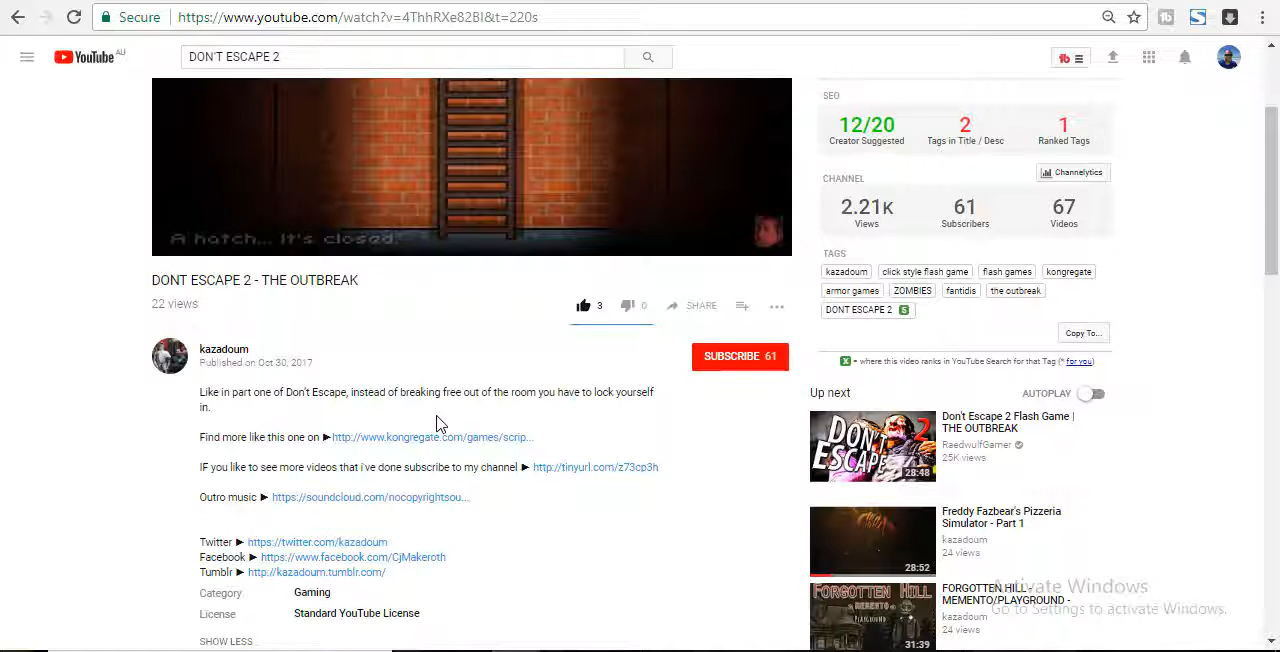 Secure https://www.youtube.com/watch?v=4ThhRXe82BI&t=220s
YouTube AU
DON'T ESCAPE 2
A hatch... It's closed.
DONT ESCAPE 2 - THE OUTBREAK
22 views
3
0
SHARE
kazadoum
Published on Oct 30, 2017
SUBSCRIBE 61
Like in part one of Don't Escape, instead of breaking free out of the room you have to lock yourself
in.
Find more like this one on ►http://www.kongregate.com/games/scrip...
IF you like to see more videos that i've done subscribe to my channel ► http://tinyurl.com/z73cp3h
Outro music ► https://soundcloud.com/nocopyrightsou...
Twitter ► https://twitter.com/kazadoum
Facebook ► https://www.facebook.com/CjMakeroth
Tumblr ► http://kazadoum.tumblr.com/
Category Gaming
License Standard YouTube License
SHOW LESS
SEO
12/20 2 1
Creator Suggested Tags in Title / Desc Ranked Tags
CHANNEL
Channelytics
2.21K 61 67
Views Subscribers Videos
TAGS
kazadoum click style flash game flash games kongregate
armor games ZOMBIES fantidis the outbreak
DONT ESCAPE 2 5
Copy To...
X = where this video ranks in YouTube Search for that Tag (* for you)
Up next
AUTOPLAY
DON'T ESCAPE 2
28:48
Don't Escape 2 Flash Game |
THE OUTBREAK
RaedwulfGamer
25K views
28:52
Freddy Fazbear's Pizzeria
Simulator - Part 1
kazadoum
24 views
FORGOTTEN HILL
MEMENTO
PLAYGROUND
31:39
FORGOTTEN HILL -
MEMENTO/PLAYGROUND -
kazadoum
24 views
Activate Windows
Go to Settings to activate Windows.